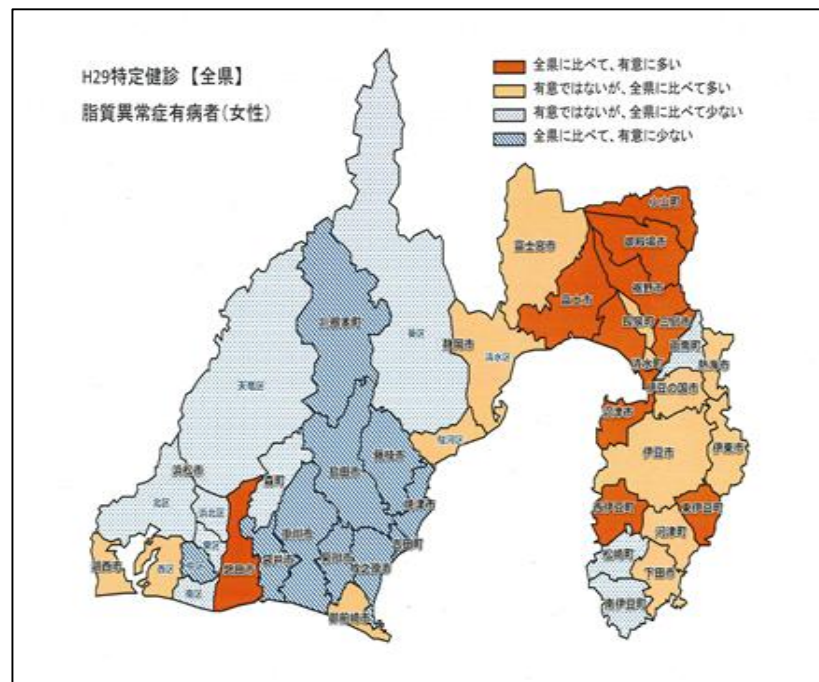 H29特定健診【全県】
脂質異常症有病者(女性)
全県に比べて、有意に多い
有意ではないが、全県に比べて多い
有意ではないが、全県に比べて少ない
全県に比べて、有意に少ない
小山町
御殿場市
富士宮市
裾野市
富士市
長泉町
三島市
函南町
清水町
熱海市
伊豆の国市
沼津市
伊豆市
伊東市
西伊豆町
東伊豆町
河津町
松崎町
下田市
南伊豆町
川根本町
葵区
静岡市
清水区
駿河区
天竜区
藤枝市
島田市
焼津市
森町
浜松市
北区
浜北区
東区
掛川市
吉田町
菊川市
牧之原市
袋井市
磐田市
中区
湖西市
西区
南区
御前崎市